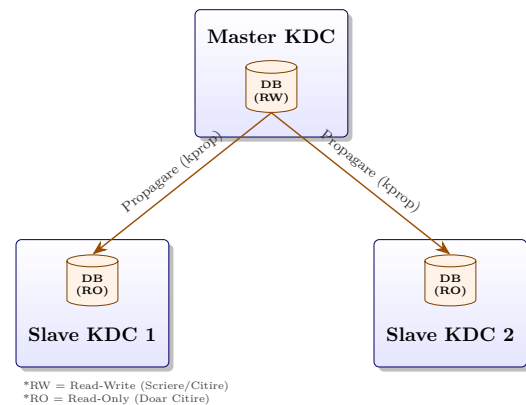 Master KDC
DB
(RW)
Propagare (kprop)
Propagare (kprop)
DB
(RO)
Slave KDC 1
DB
(RO)
Slave KDC 2
*RW = Read-Write (Scriere/Citire)
*RO = Read-Only (Doar Citire)